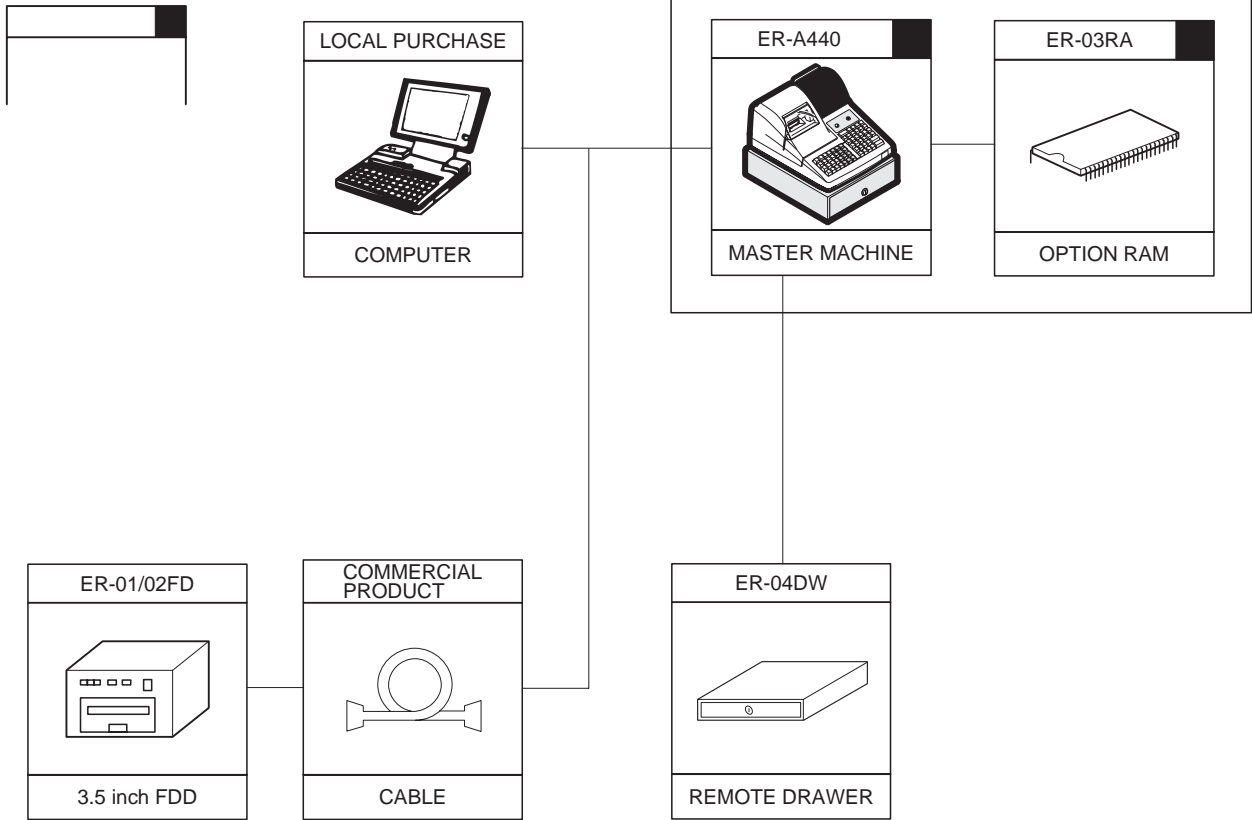 LOCAL PURCHASE
COMPUTER
ER-A440
MASTER MACHINE
ER-03RA
OPTION RAM
ER-01/02FD
3.5 inch FDD
COMMERCIAL
PRODUCT
CABLE
ER-04DW
REMOTE DRAWER